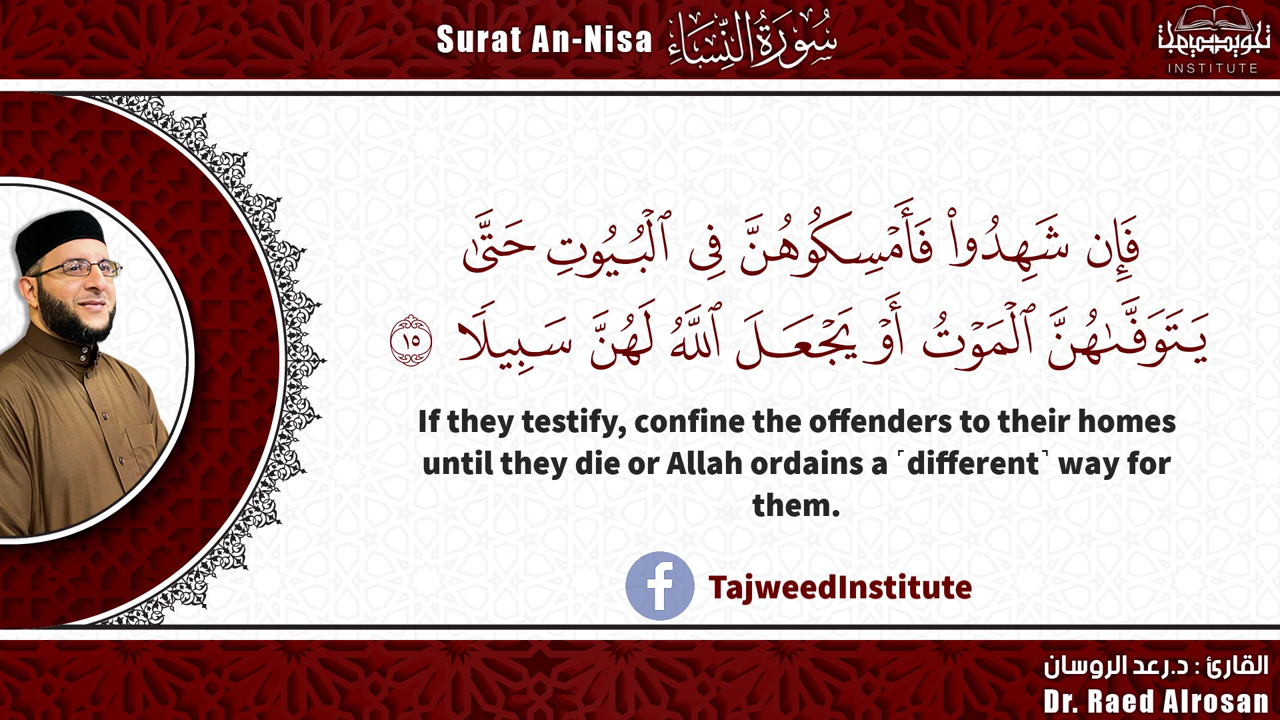 Surat An-Nisa سُورَةُ النِّسَاءِ
تجويد
INSTITUTE
فَإِن شَهِدُوا۟ فَأَمْسِكُوهُنَّ فِى ٱلْبُيُوتِ حَتَّىٰ
يَتَوَفَّىٰهُنَّ ٱلْمَوْتُ أَوْ يَجْعَلَ ٱللَّهُ لَهُنَّ سَبِيلًا ١٥
If they testify, confine the offenders to their homes
until they die or Allah ordains a ˹different˺ way for
them.
f TajweedInstitute
القارئ : د.رعد الروسان
Dr. Raed Alrosan